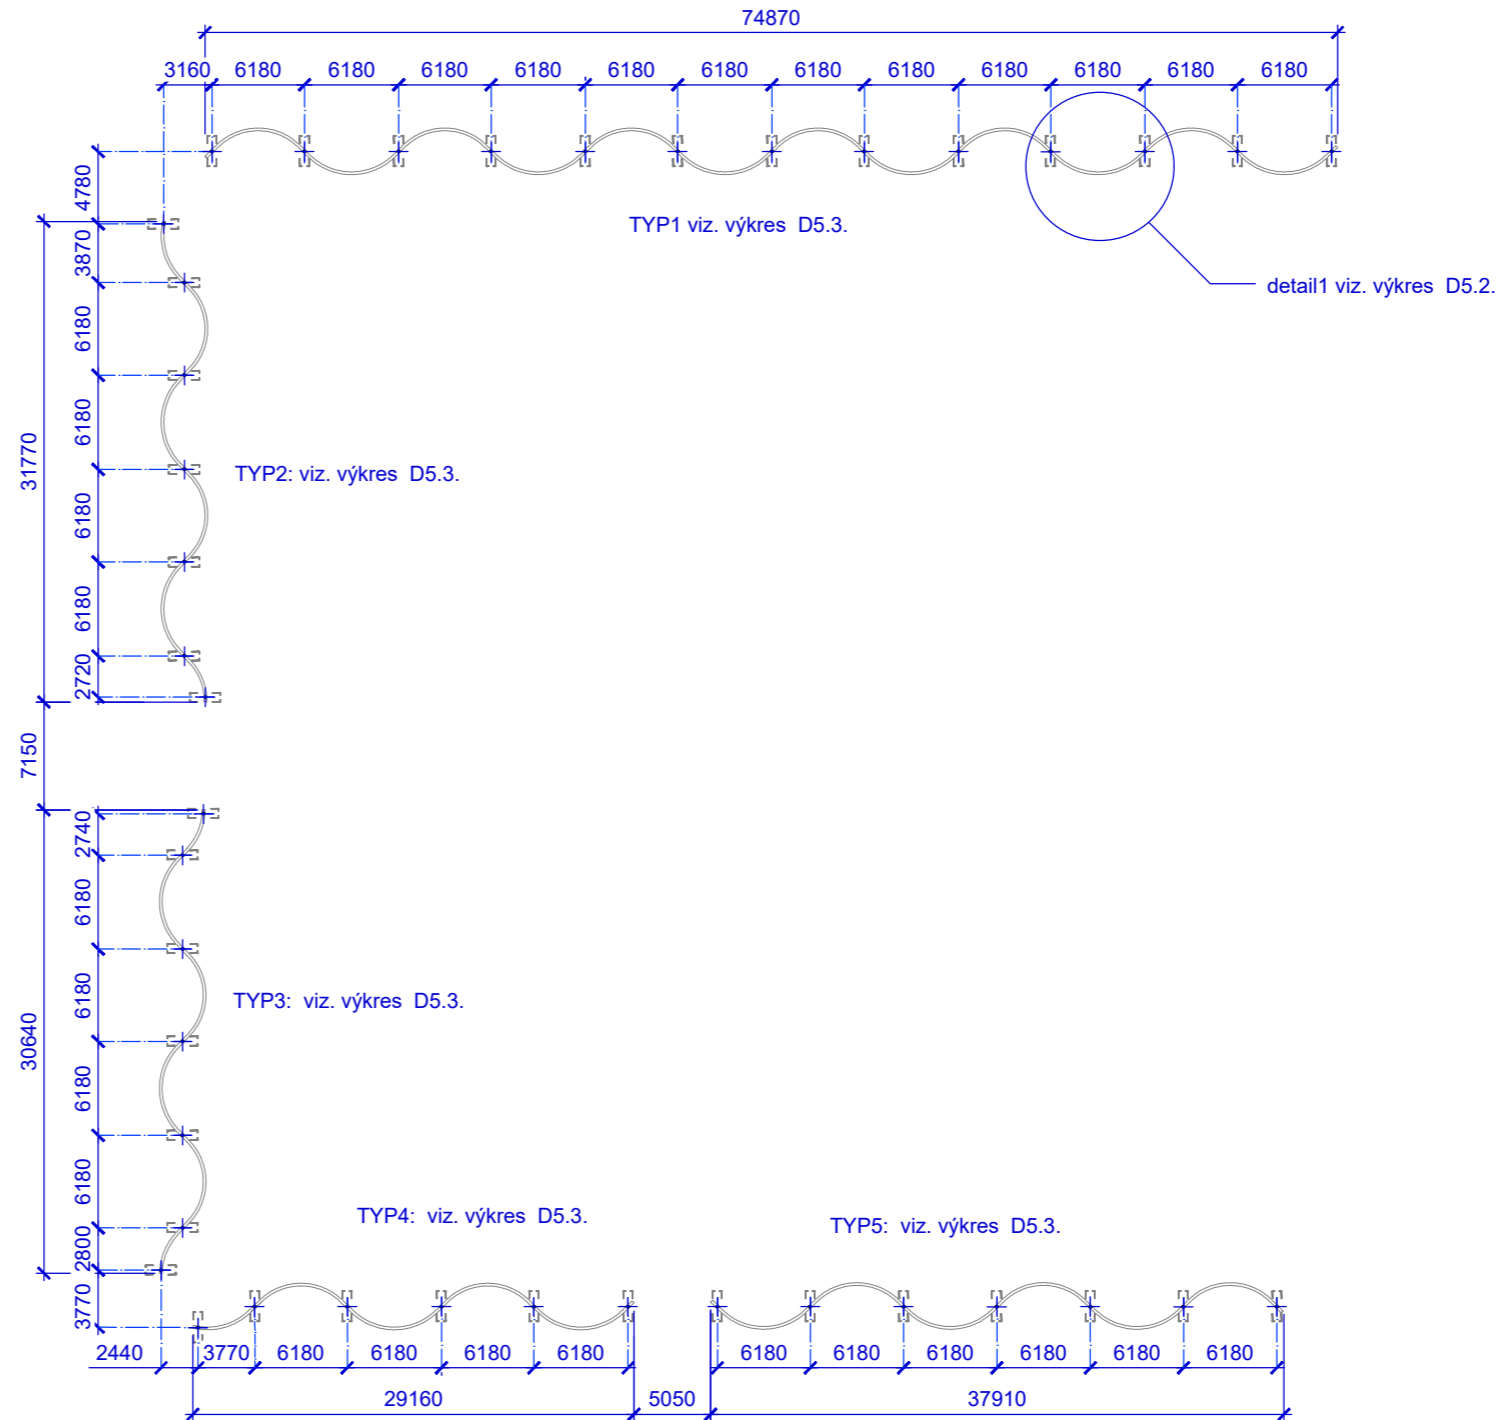 74870
3160 6180 6180 6180 6180 6180 6180 6180 6180 6180 6180 6180 6180
4780
TYP1 viz. výkres D5.3.
3870
detail1 viz. výkres D5.2.
6180
6180
31770
TYP2: viz. výkres D5.3.
6180
6180
2720
7150
2740
6180
6180
TYP3: viz. výkres D5.3.
30640
6180
6180
TYP4: viz. výkres D5.3.
TYP5: viz. výkres D5.3.
2800
3770
2440 3770 6180 6180 6180 6180 6180 6180 6180 6180 6180 6180
29160 5050 37910